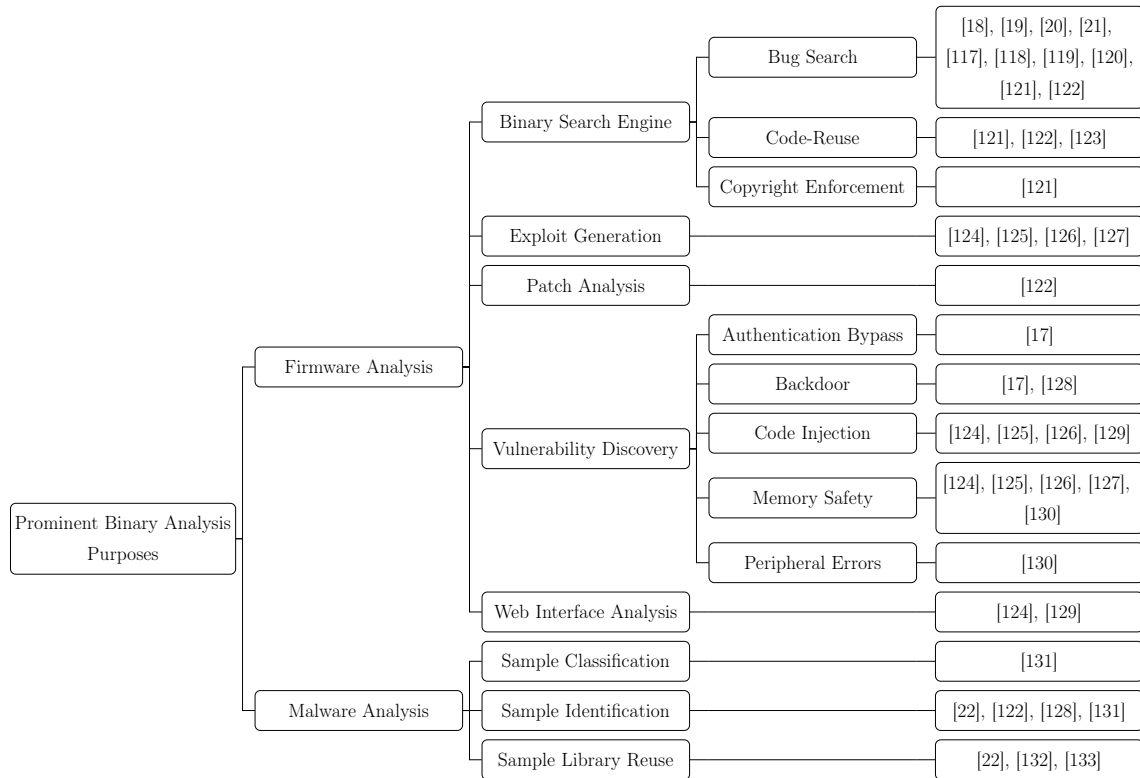 Prominent Binary Analysis
Purposes
Firmware Analysis
Binary Search Engine
Bug Search
[18], [19], [20], [21],
[117], [118], [119], [120],
[121], [122]
Code-Reuse
[121], [122], [123]
Copyright Enforcement
[121]
Exploit Generation
[124], [125], [126], [127]
Patch Analysis
[122]
Vulnerability Discovery
Authentication Bypass
[17]
Backdoor
[17], [128]
Code Injection
[124], [125], [126], [129]
Memory Safety
[124], [125], [126], [127],
[130]
Peripheral Errors
[130]
Web Interface Analysis
[124], [129]
Malware Analysis
Sample Classification
[131]
Sample Identification
[22], [122], [128], [131]
Sample Library Reuse
[22], [132], [133]